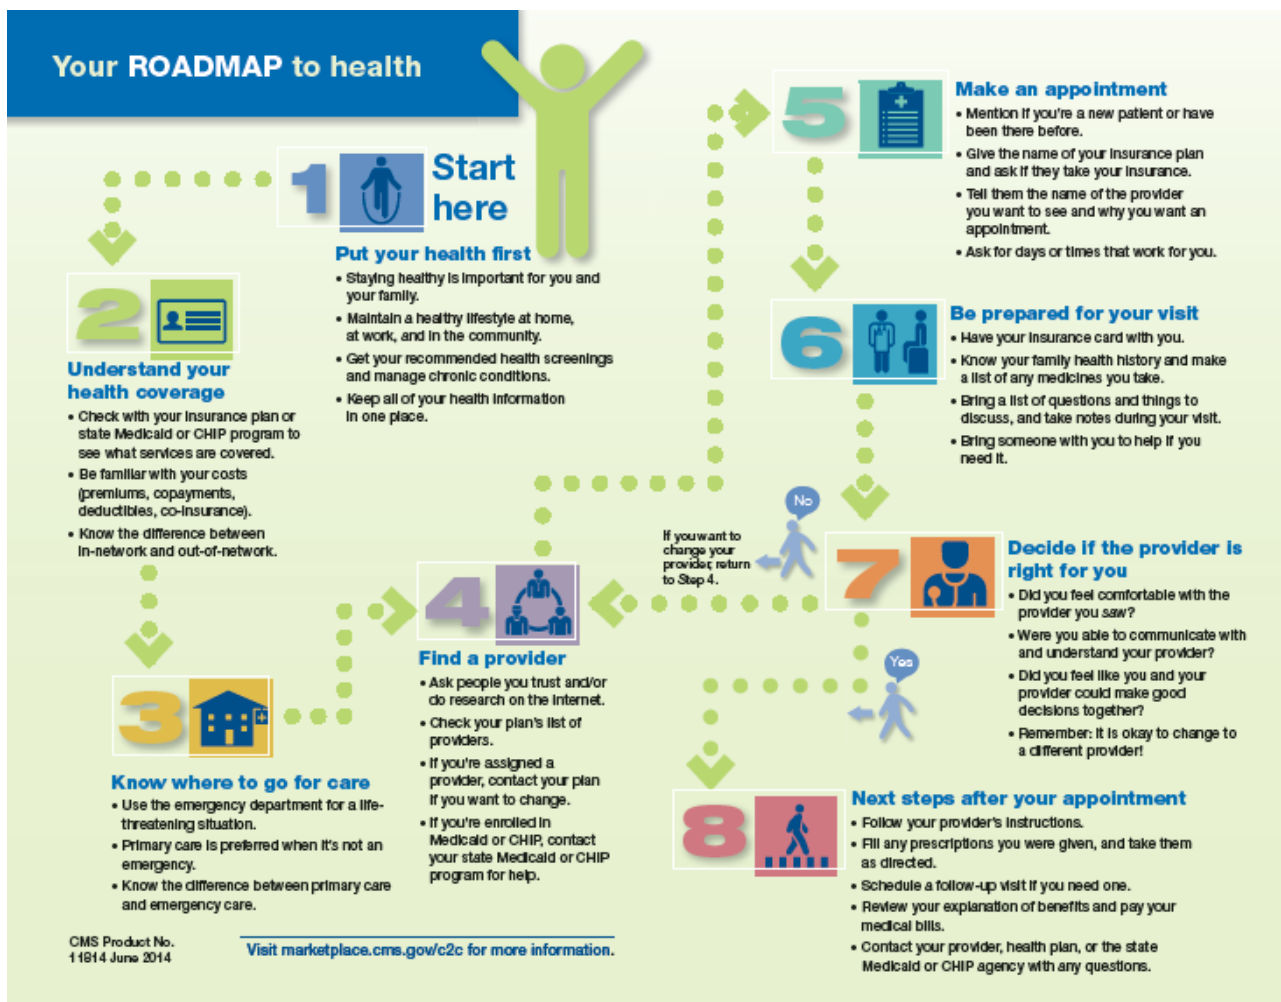 Your ROADMAP to health
1
Start
here
Put your health first
• Staying healthy is important for you and
your family.
• Maintain a healthy lifestyle at home,
at work, and in the community.
• Get your recommended health screenings
and manage chronic conditions.
• Keep all of your health information
in one place.
2
Understand your
health coverage
• Check with your insurance plan or
state Medicaid or CHIP program to
see what services are covered.
• Be familiar with your costs
(premiums, copayments,
deductibles, co-insurance).
• Know the difference between
in-network and out-of-network.
3
Know where to go for care
• Use the emergency department for a life-
threatening situation.
• Primary care is preferred when it's not an
emergency.
• Know the difference between primary care
and emergency care.
4
Find a provider
• Ask people you trust and/or
do research on the internet.
• Check your plan's list of
providers.
• If you're assigned a
provider, contact your plan
if you want to change.
• If you're enrolled in
Medicaid or CHIP, contact
your state Medicaid or CHIP
program for help.
5
Make an appointment
• Mention if you're a new patient or have
been there before.
• Give the name of your insurance plan
and ask if they take your insurance.
• Tell them the name of the provider
you want to see and why you want an
appointment.
• Ask for days or times that work for you.
6
Be prepared for your visit
• Have your insurance card with you.
• Know your family health history and make
a list of any medicines you take.
• Bring a list of questions and things to
discuss, and take notes during your visit.
• Bring someone with you to help if you
need it.
No
If you want to
change your
provider, return
to Step 4.
7
Decide if the provider is
right for you
• Did you feel comfortable with the
provider you saw?
• Were you able to communicate with
and understand your provider?
• Did you feel like you and your
provider could make good
decisions together?
• Remember: it is okay to change to
a different provider!
Yes
8
Next steps after your appointment
• Follow your provider's instructions.
• Fill any prescriptions you were given, and take them
as directed.
• Schedule a follow-up visit if you need one.
• Review your explanation of benefits and pay your
medical bills.
• Contact your provider, health plan, or the state
Medicaid or CHIP agency with any questions.
CMS Product No.
11814 June 2014
Visit marketplace.cms.gov/c2c for more information.